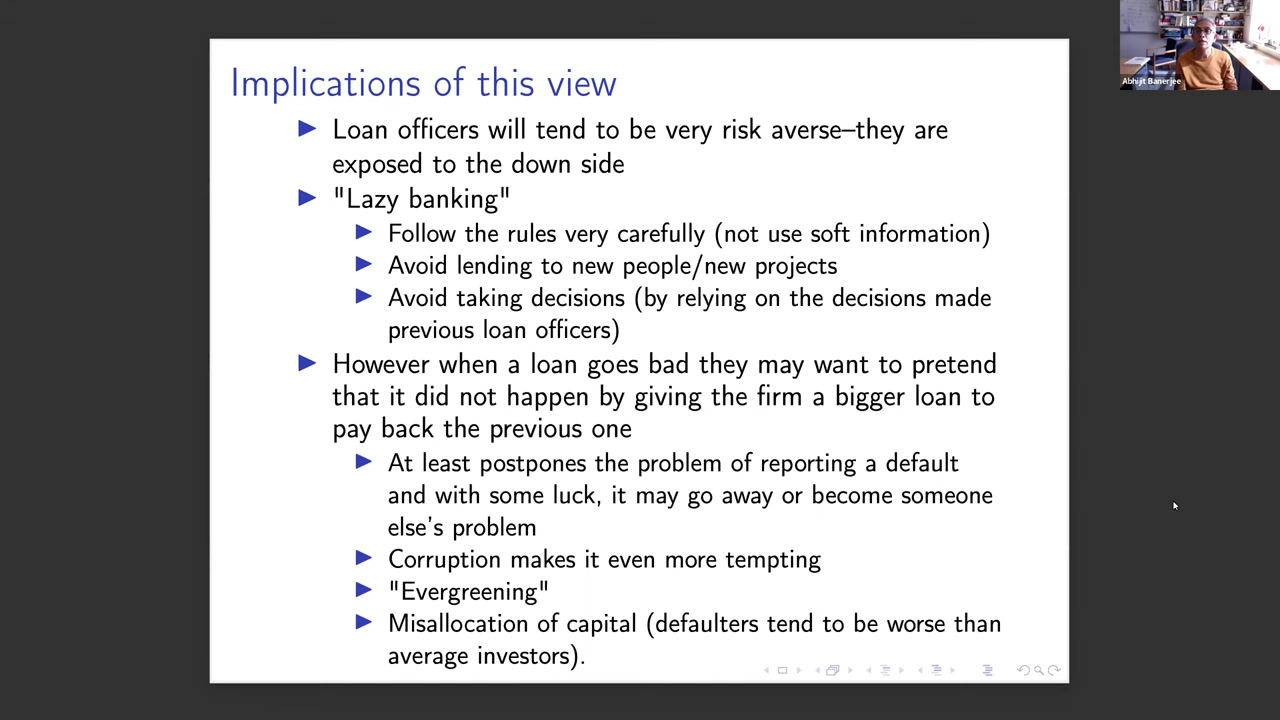 Implications of this view
Loan officers will tend to be very risk averse–they are
exposed to the down side
"Lazy banking"
Follow the rules very carefully (not use soft information)
Avoid lending to new people/new projects
Avoid taking decisions (by relying on the decisions made
previous loan officers)
However when a loan goes bad they may want to pretend
that it did not happen by giving the firm a bigger loan to
pay back the previous one
At least postpones the problem of reporting a default
and with some luck, it may go away or become someone
else's problem
Corruption makes it even more tempting
"Evergreening"
Misallocation of capital (defaulters tend to be worse than
average investors).
Abhijit Banerjee